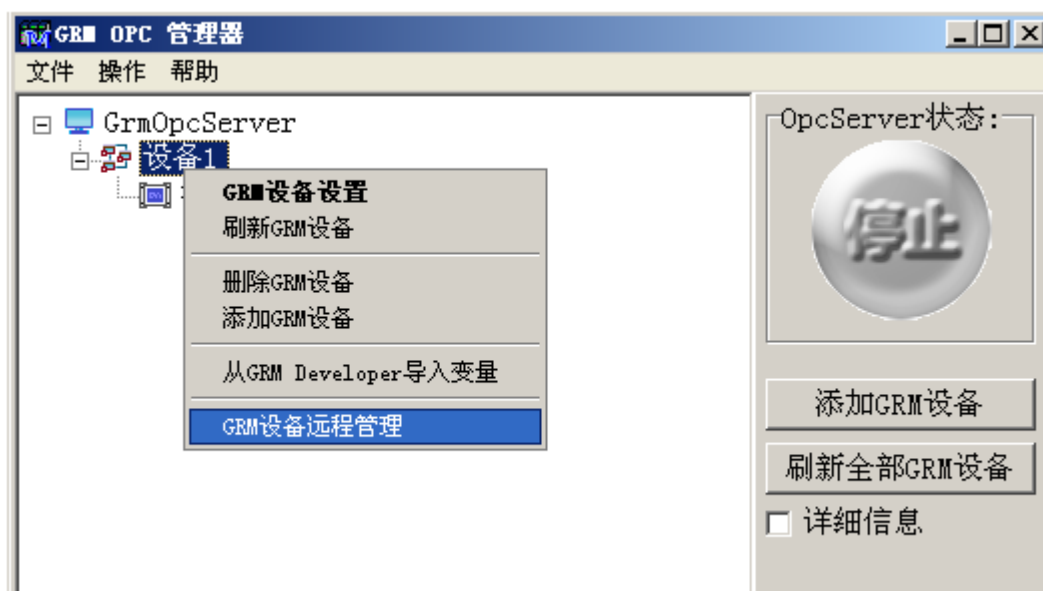 GRM OPC 管理器
文件 操作 帮助
GrmOpcServer
设备1
GRM设备设置
刷新GRM设备
删除GRM设备
添加GRM设备
从GRM Developer导入变量
GRM设备远程管理
OpcServer状态:
停止
添加GRM设备
刷新全部GRM设备
详细信息